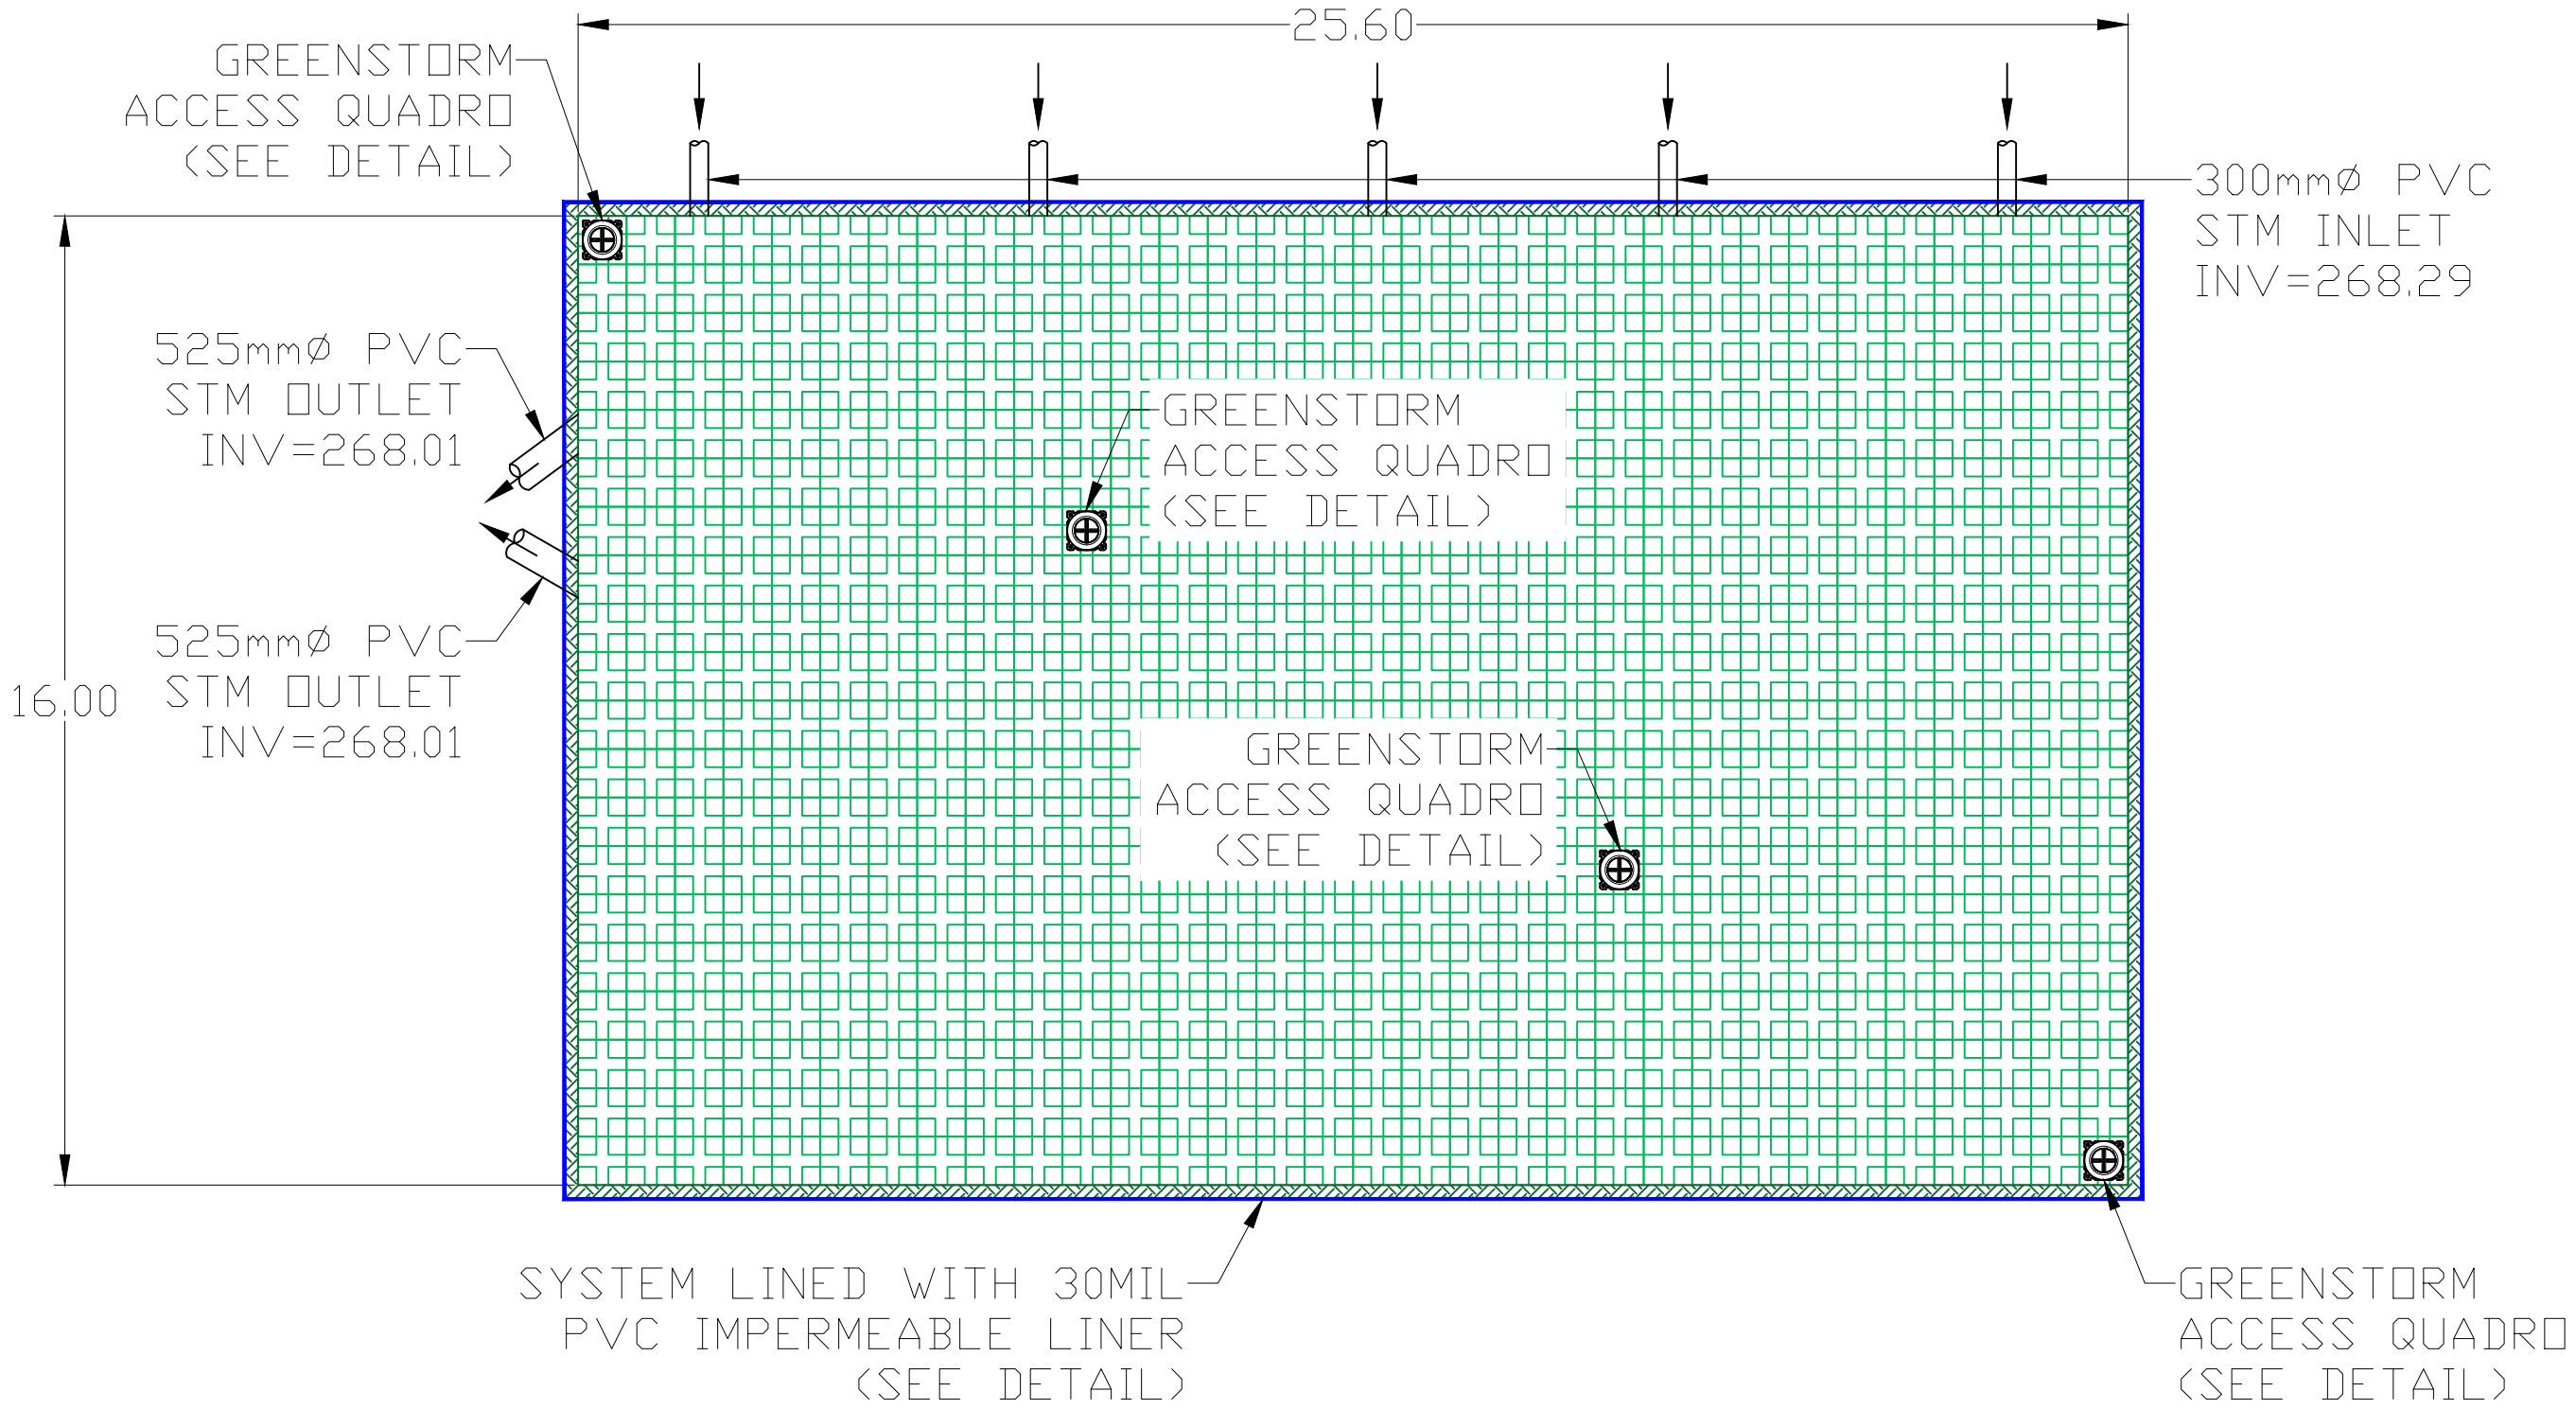 25.60
GREENSTORM
ACCESS QUADRO
(SEE DETAIL)
300mmØ PVC
STM INLET
INV=268.29
525mmØ PVC
STM OUTLET
INV=268.01
GREENSTORM
ACCESS QUADRO
(SEE DETAIL)
525mmØ PVC
STM OUTLET
INV=268.01
16.00
GREENSTORM
ACCESS QUADRO
(SEE DETAIL)
SYSTEM LINED WITH 30MIL
PVC IMPERMEABLE LINER
(SEE DETAIL)
GREENSTORM
ACCESS QUADRO
(SEE DETAIL)